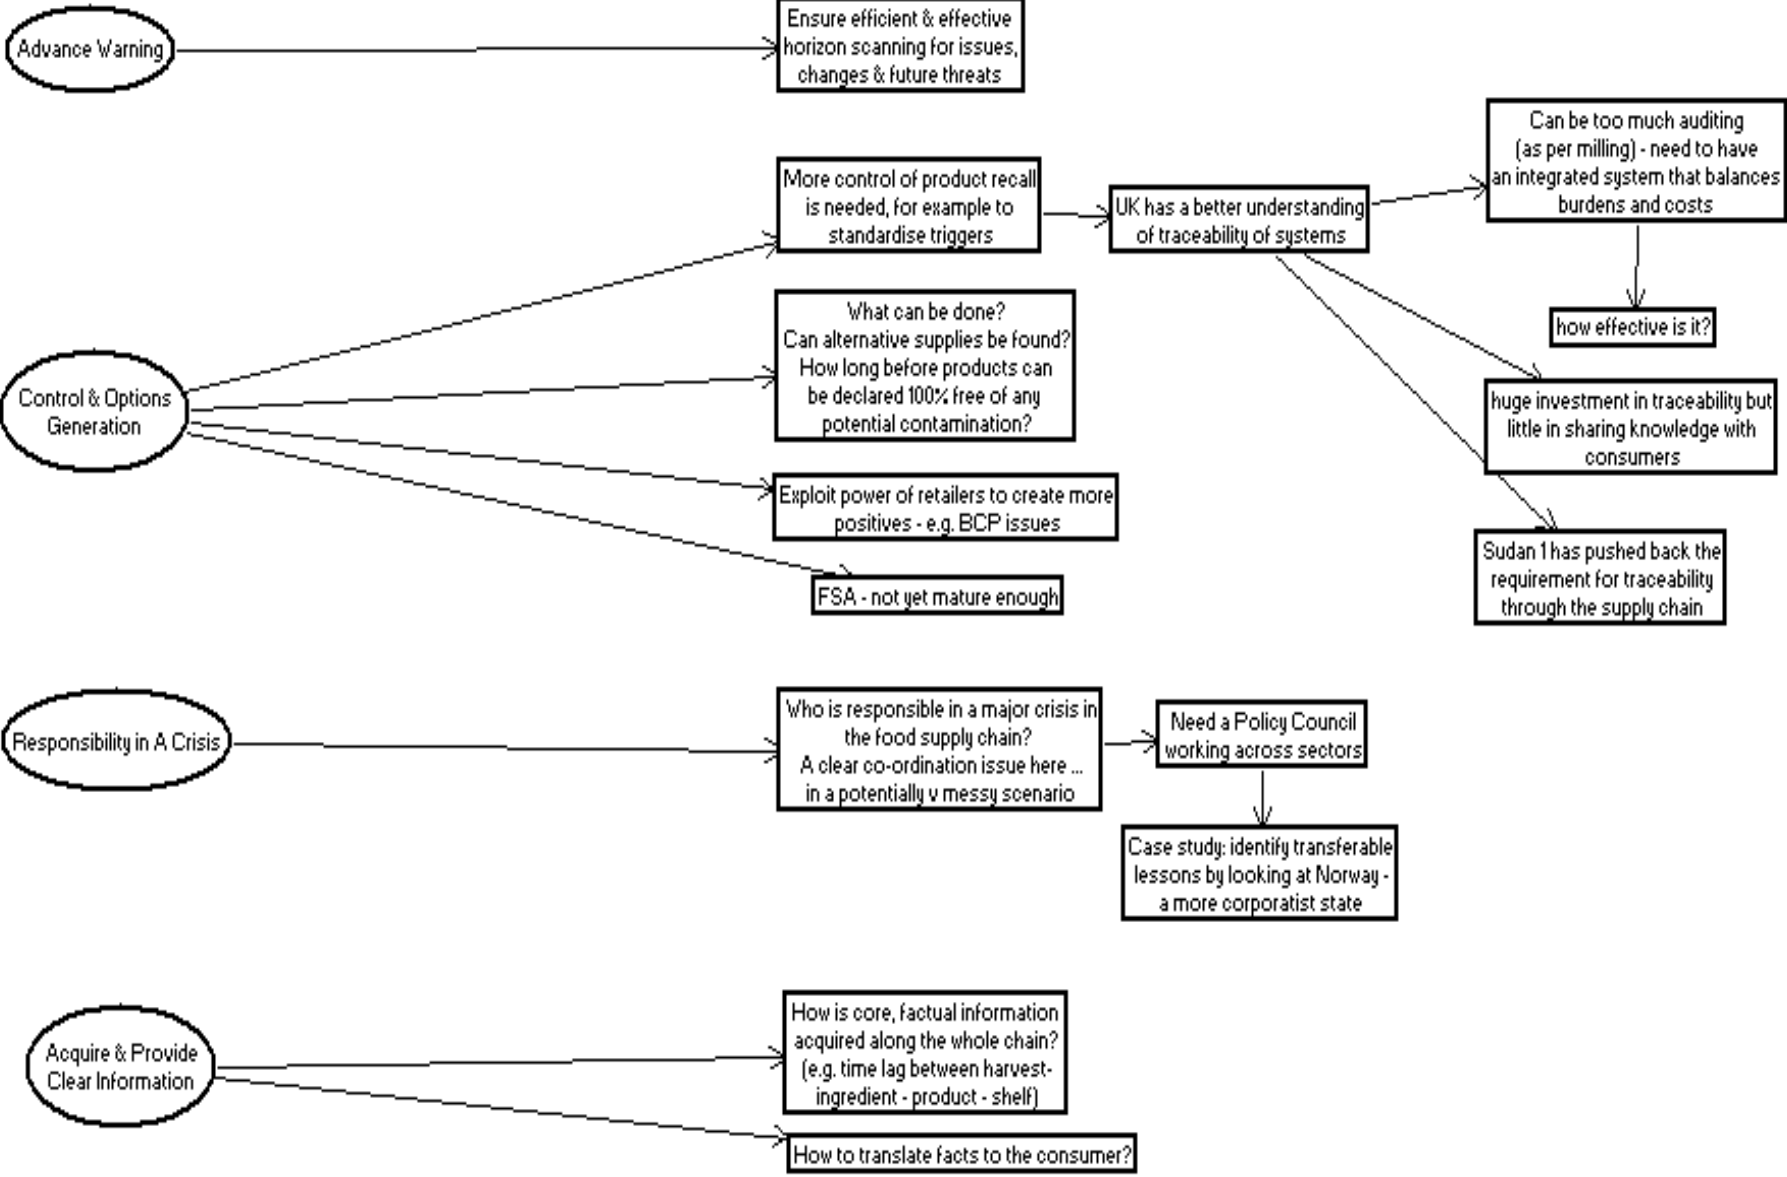 Advance Warning
Ensure efficient & effective
horizon scanning for issues,
changes & future threats
Control & Options
Generation
More control of product recall
is needed, for example to
standardise triggers
UK has a better understanding
of traceability of systems
Can be too much auditing
(as per milling) - need to have
an integrated system that balances
burdens and costs
how effective is it?
huge investment in traceability but
little in sharing knowledge with
consumers
Sudan 1 has pushed back the
requirement for traceability
through the supply chain
What can be done?
Can alternative supplies be found?
How long before products can
be declared 100% free of any
potential contamination?
Exploit power of retailers to create more
positives - e.g. BCP issues
FSA - not yet mature enough
Responsibility in A Crisis
Who is responsible in a major crisis in
the food supply chain?
A clear co-ordination issue here ...
in a potentially v messy scenario
Need a Policy Council
working across sectors
Case study: identify transferable
lessons by looking at Norway -
a more corporatist state
Acquire & Provide
Clear Information
How is core, factual information
acquired along the whole chain?
(e.g. time lag between harvest-
ingredient - product - shelf)
How to translate facts to the consumer?